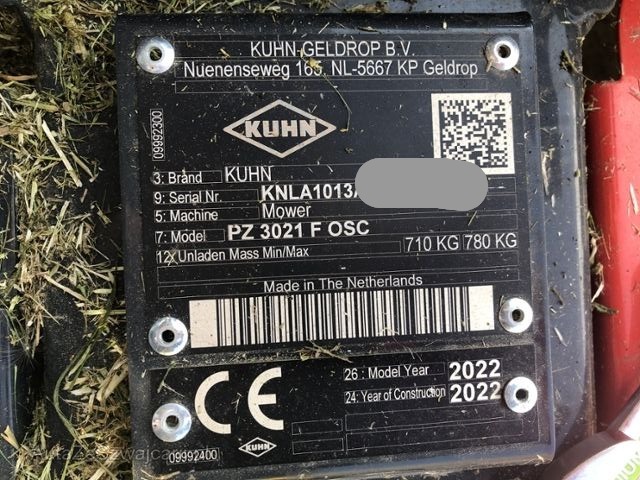 KUHN-GELDROP B.V.
Nuenenseweg 165, NL-5667 KP Geldrop
KUHN
09992300
3: Brand KUHN
9: Serial Nr. KNLA1013
5: Machine Mower
7: Model PZ 3021 F OSC
12: Unladen Mass Min/Max 710 KG 780 KG
Made in The Netherlands
CE
26 : Model Year 2022
24: Year of Construction 2022
KUHN
09992400